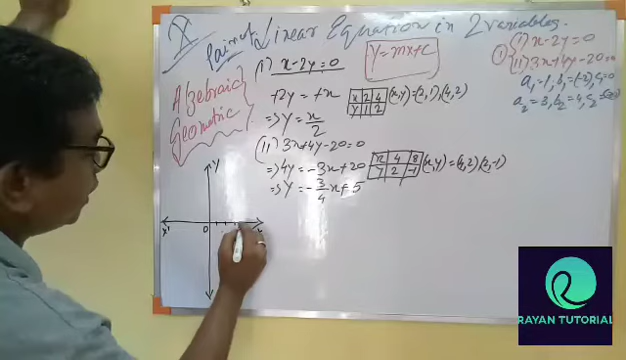 X
Pair of Linear Equation in 2 variables.
Algebraic
Geometric
(i) x-2y=0
+2y = +x
=> y = x/2
x 2 4
y 1 2
(x,y) = (2,1), (4,2)
(ii) 3x+4y-20=0
=> 4y = -3x+20
=> y = -3/4 x + 5
x 4 8
y 2 -1
(x,y) = (4,2) (8,-1)
y=mx+c
① (i) x-2y=0
(ii) 3x+4y-20=0
a₁=1, b₁=(-2), c₁=0
a₂=3, b₂=4, c₂=(-20)
y
x'
0
x
RAYAN TUTORIAL